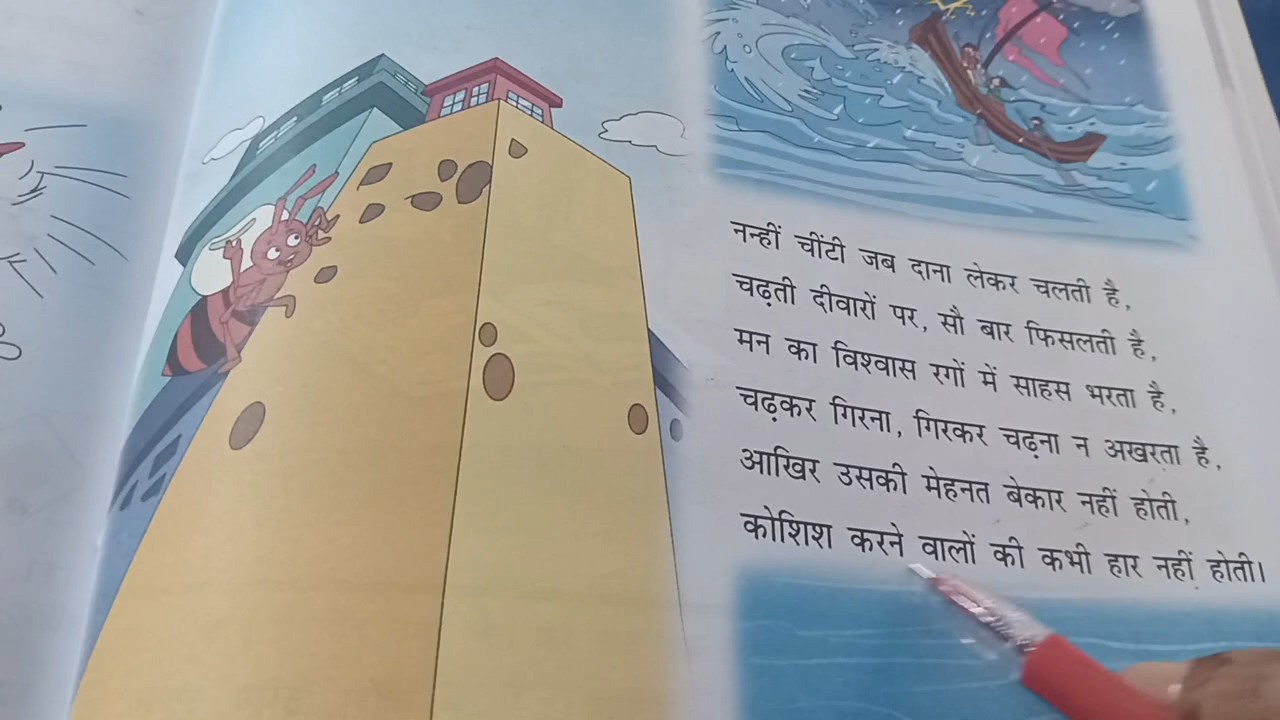 नन्हीं चींटी जब दाना लेकर चलती है,
चढ़ती दीवारों पर, सौ बार फिसलती है,
मन का विश्वास रगों में साहस भरता है,
चढ़कर गिरना, गिरकर चढ़ना न अखरता है,
आखिर उसकी मेहनत बेकार नहीं होती,
कोशिश करने वालों की कभी हार नहीं होती।